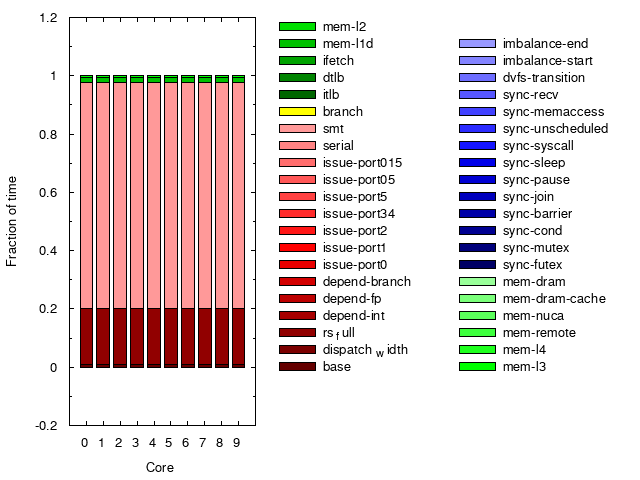 1.2
1
0.8
0.6
0.4
0.2
0
-0.2
Fraction of time
0 1 2 3 4 5 6 7 8 9
Core
mem-l2
mem-l1d
ifetch
dtlb
itlb
branch
smt
serial
issue-port015
issue-port05
issue-port5
issue-port34
issue-port2
issue-port1
issue-port0
depend-branch
depend-fp
depend-int
rsfull
dispatchwidth
base
imbalance-end
imbalance-start
dvfs-transition
sync-recv
sync-memaccess
sync-unscheduled
sync-syscall
sync-sleep
sync-pause
sync-join
sync-barrier
sync-cond
sync-mutex
sync-futex
mem-dram
mem-dram-cache
mem-nuca
mem-remote
mem-l4
mem-l3